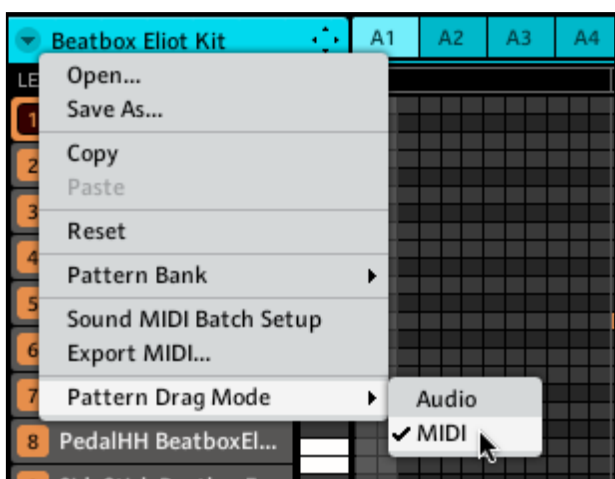 Beatbox Eliot Kit
A1 A2 A3 A4
LE
Open...
1
Save As...
2
Copy
Paste
3
Reset
4
Pattern Bank
5
Sound MIDI Batch Setup
6
Export MIDI...
7
Pattern Drag Mode
Audio
8 PedalHH BeatboxEl...
MIDI